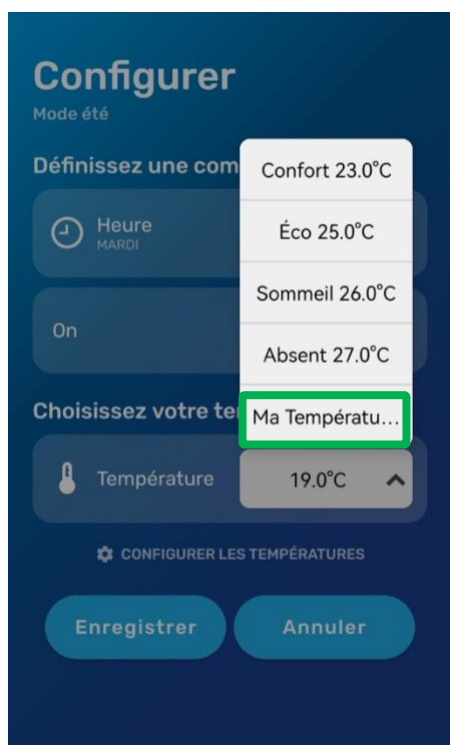 Configurer
Mode été
Définissez une com
Confort 23.0°C
Heure
MARDI
Éco 25.0°C
Sommeil 26.0°C
On
Absent 27.0°C
Choisissez votre te
Ma Températu...
Température
19.0°C
CONFIGURER LES TEMPÉRATURES
Enregistrer
Annuler